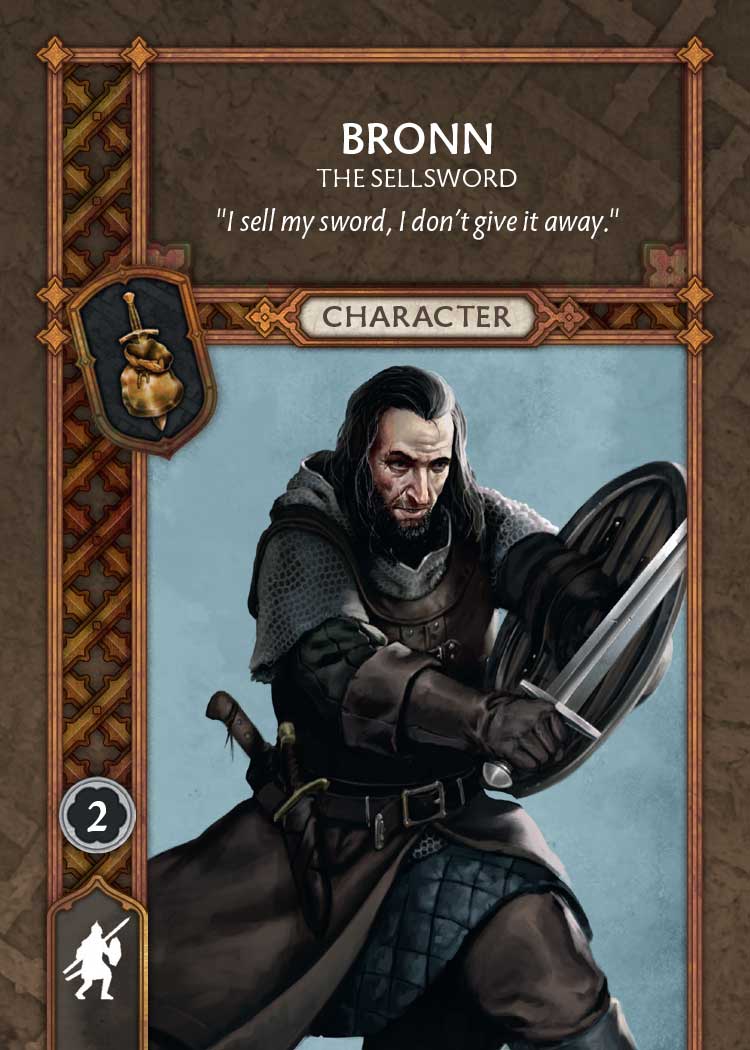 BRONN
THE SELLSWORD
"I sell my sword, I don’t give it away."
CHARACTER
2